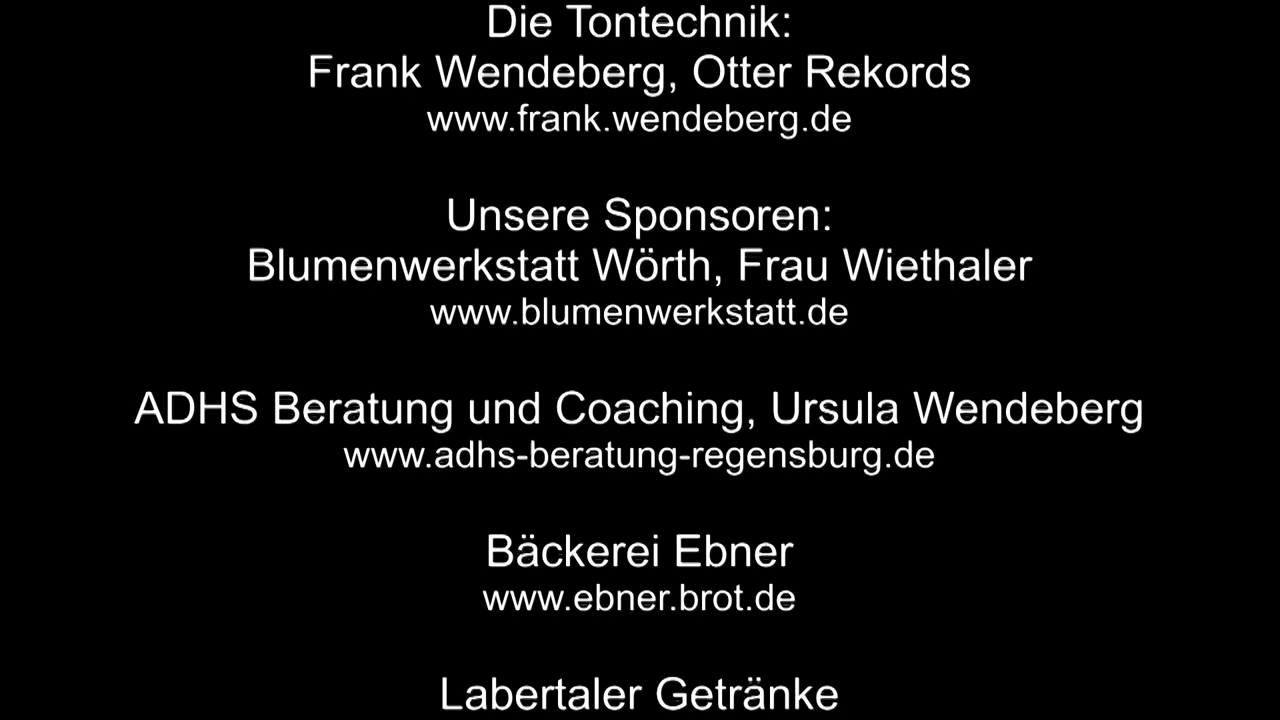 Die Tontechnik:
Frank Wendeberg, Otter Rekords
www.frank.wendeberg.de
Unsere Sponsoren:
Blumenwerkstatt Wörth, Frau Wiethaler
www.blumenwerkstatt.de
ADHS Beratung und Coaching, Ursula Wendeberg
www.adhs-beratung-regensburg.de
Bäckerei Ebner
www.ebner.brot.de
Labertaler Getränke